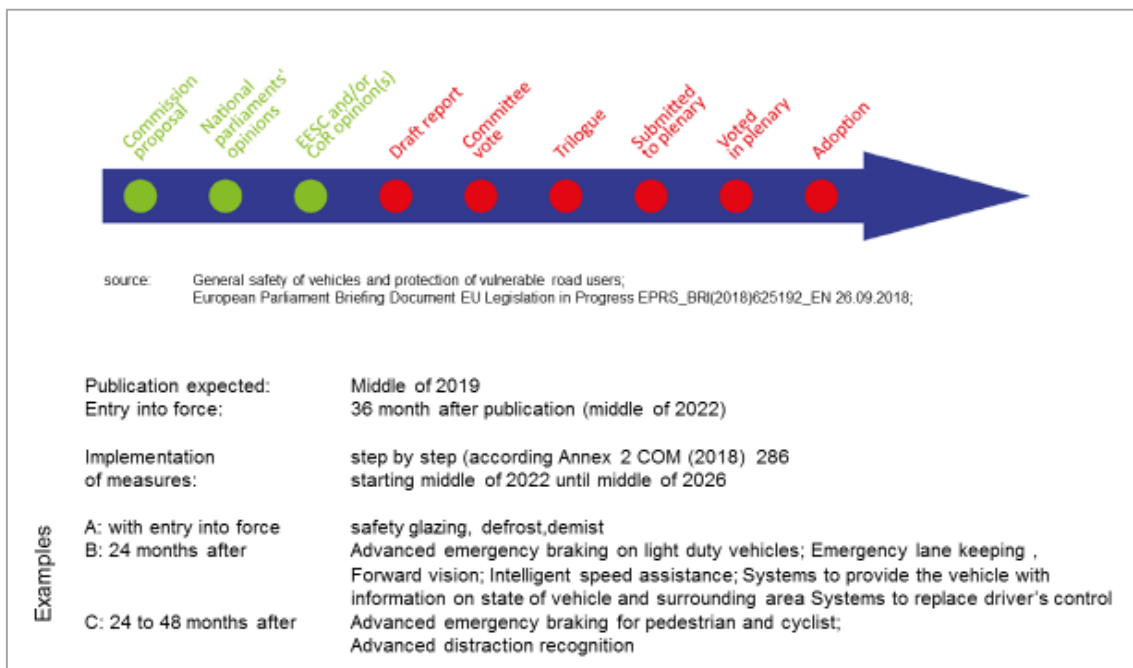 Commission
proposal
National
parliaments'
opinions
EESC and/or
CoR opinion(s)
Draft report
Committee
vote
Trilogue
Submitted
to plenary
Voted
in plenary
Adoption
source: General safety of vehicles and protection of vulnerable road users;
European Parliament Briefing Document EU Legislation in Progress EPRS_BRI(2018)625192_EN 26.09.2018;
Publication expected: Middle of 2019
Entry into force: 36 month after publication (middle of 2022)
Implementation step by step (according Annex 2 COM (2018) 286
of measures: starting middle of 2022 until middle of 2026
Examples
A: with entry into force safety glazing, defrost,demist
B: 24 months after Advanced emergency braking on light duty vehicles; Emergency lane keeping ,
Forward vision; Intelligent speed assistance; Systems to provide the vehicle with
information on state of vehicle and surrounding area Systems to replace driver's control
C: 24 to 48 months after Advanced emergency braking for pedestrian and cyclist;
Advanced distraction recognition